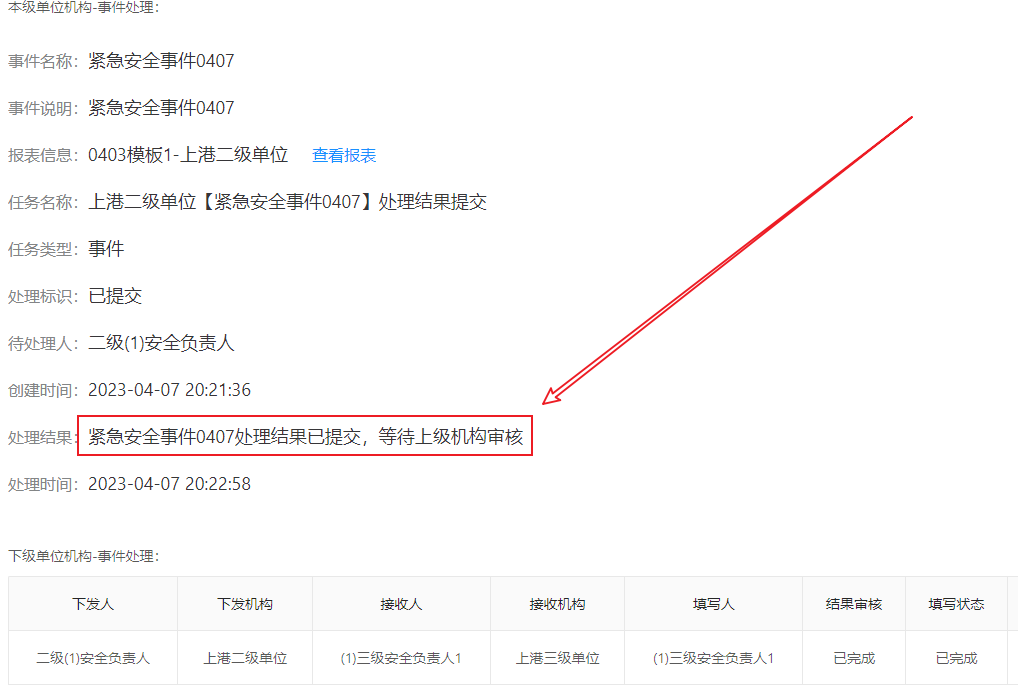 本级单位机构-事件处理：
事件名称： 紧急安全事件0407
事件说明： 紧急安全事件0407
报表信息： 0403模板1-上港二级单位 查看报表
任务名称： 上港二级单位【紧急安全事件0407】处理结果提交
任务类型： 事件
处理标识： 已提交
待处理人： 二级(1)安全负责人
创建时间： 2023-04-07 20:21:36
处理结果： 紧急安全事件0407处理结果已提交，等待上级机构审核
处理时间： 2023-04-07 20:22:58
下级单位机构-事件处理：
下发人 下发机构 接收人 接收机构 填写人 结果审核 填写状态
二级(1)安全负责人 上港二级单位 (1)三级安全负责人1 上港三级单位 (1)三级安全负责人1 已完成 已完成